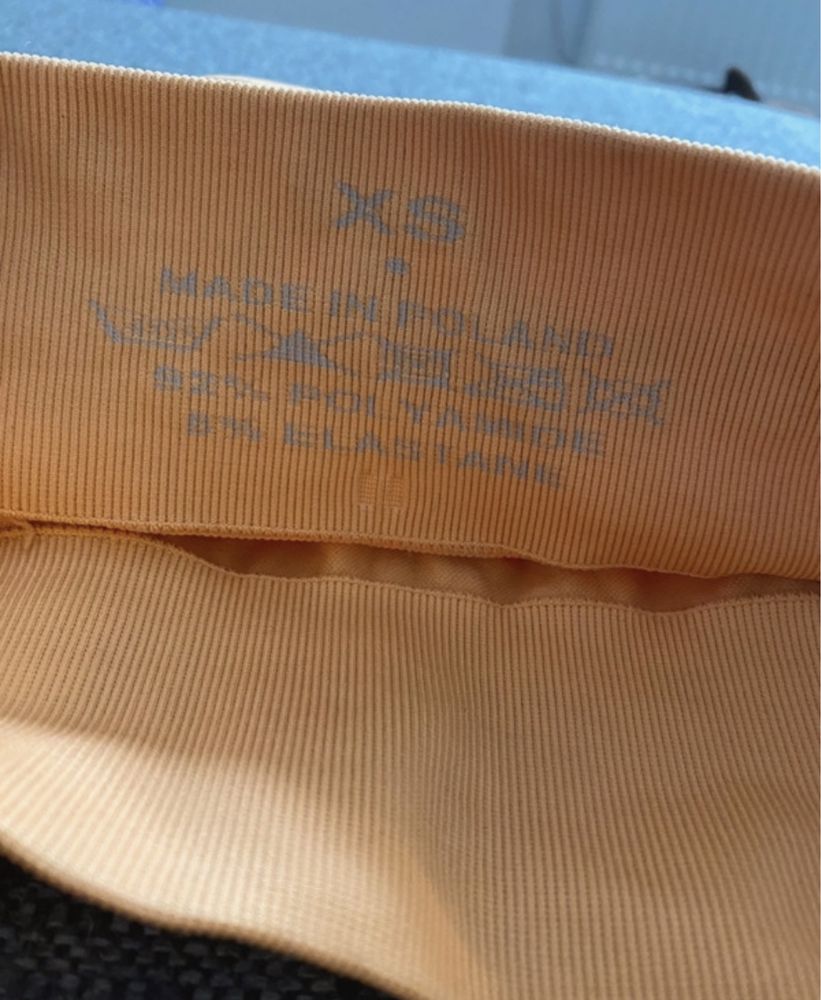 XS
MADE IN POLAND
92% POLYAMIDE
8% ELASTANE